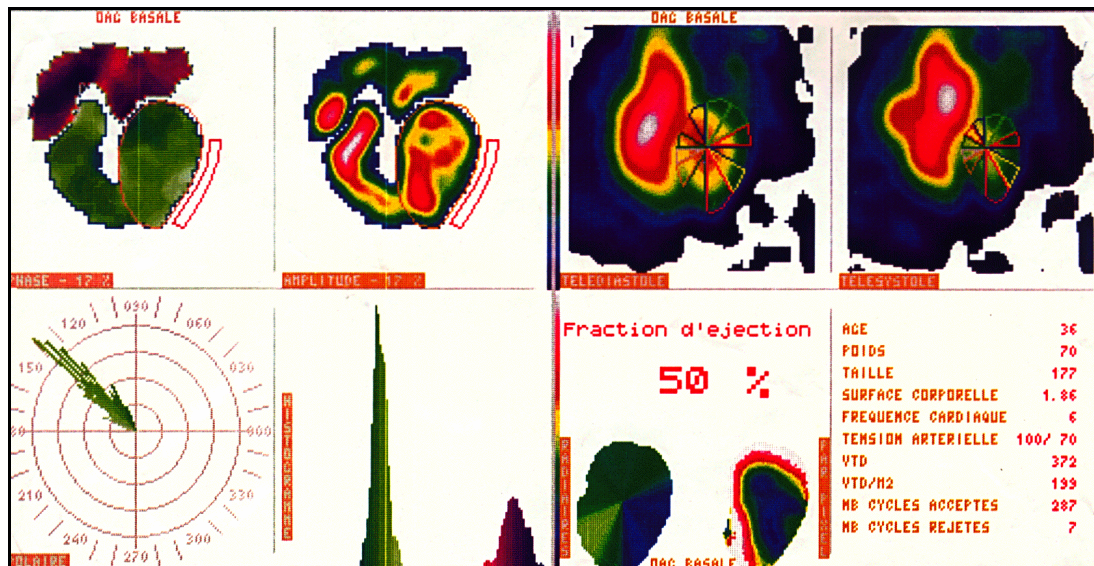 OAG BASALE
PHASE - 17 %
AMPLITUDE - 17 %
OAG BASALE
TELEDIASTOLE
TELESYSTOLE
090
120
060
150
030
000
210
330
240
300
270
POLAIRE
HISTOGRAMME
Fraction d'ejection
50 %
RADIAIRES
PAR PIXEL
OAG BASALE
AGE 36
POIDS 70
TAILLE 177
SURFACE CORPORELLE 1.86
FREQUENCE CARDIAQUE 6
TENSION ARTERIELLE 100/ 70
VTD 372
VTD/M2 199
NB CYCLES ACCEPTES 287
NB CYCLES REJETES 7